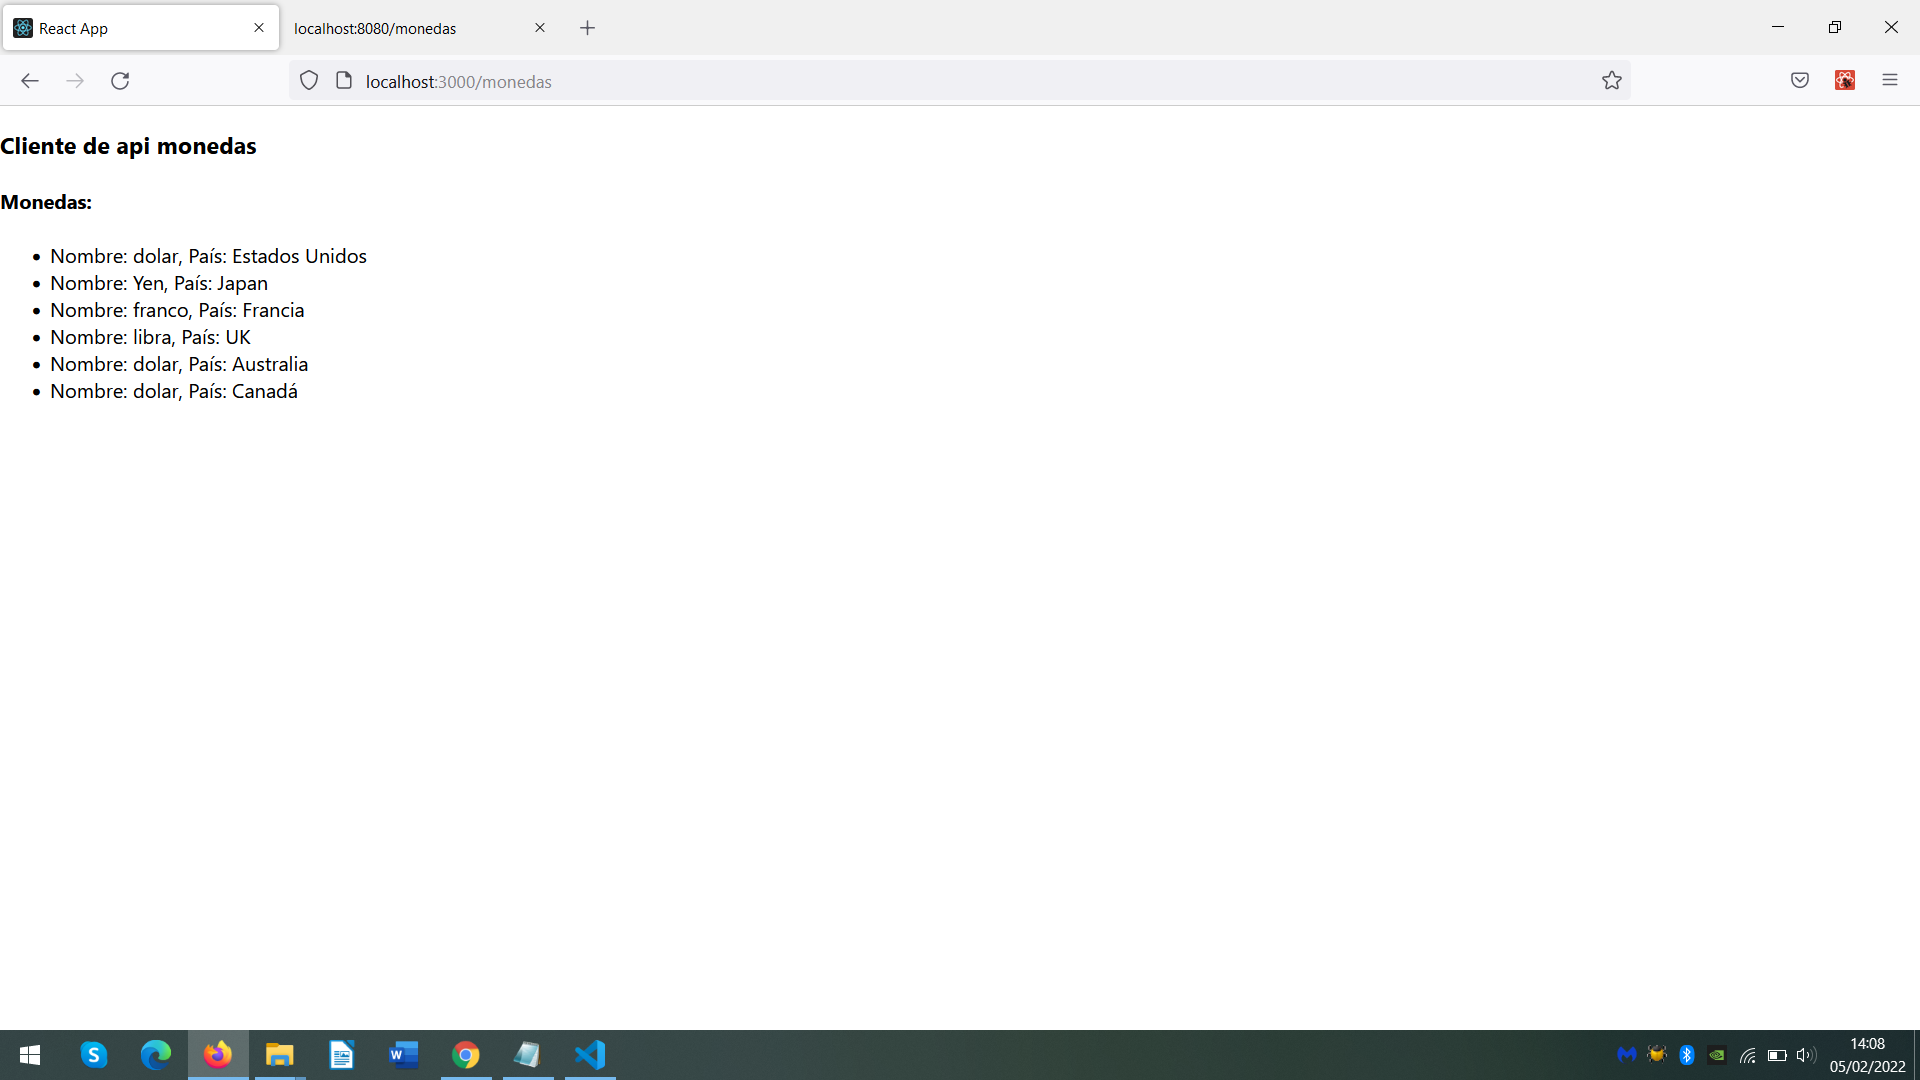 React App
localhost:8080/monedas
localhost:3000/monedas
Cliente de api monedas
Monedas:
Nombre: dolar, País: Estados Unidos
Nombre: Yen, País: Japan
Nombre: franco, País: Francia
Nombre: libra, País: UK
Nombre: dolar, País: Australia
Nombre: dolar, País: Canadá
14:08
05/02/2022